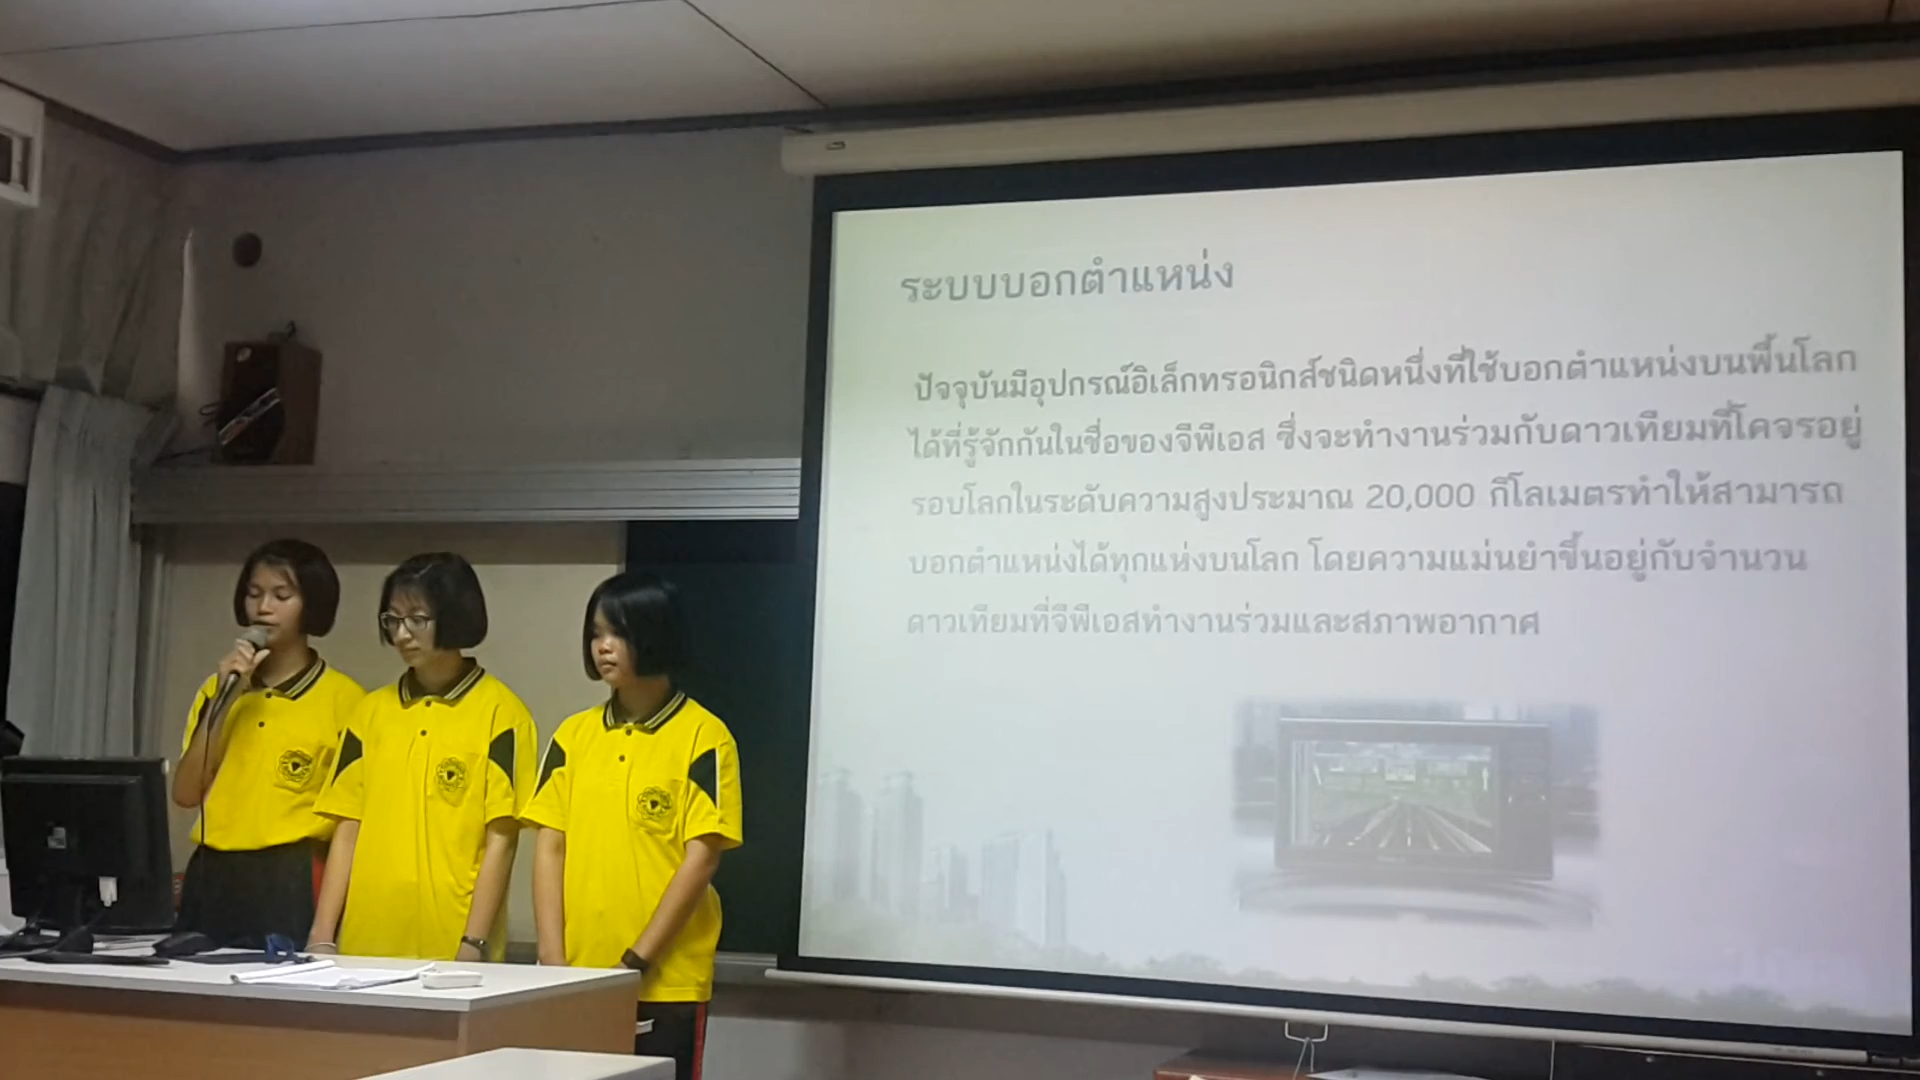 ระบบบอกตำแหน่ง
ปัจจุบันมีอุปกรณ์อิเล็กทรอนิกส์ชนิดหนึ่งที่ใช้บอกตำแหน่งบนพื้นโลก
ได้ที่รู้จักกันในชื่อของจีพีเอส ซึ่งจะทำงานร่วมกับดาวเทียมที่โคจรอยู่
รอบโลกในระดับความสูงประมาณ 20,000 กิโลเมตรทำให้สามารถ
บอกตำแหน่งได้ทุกแห่งบนโลก โดยความแม่นยำขึ้นอยู่กับจำนวน
ดาวเทียมที่จีพีเอสทำงานร่วมและสภาพอากาศ